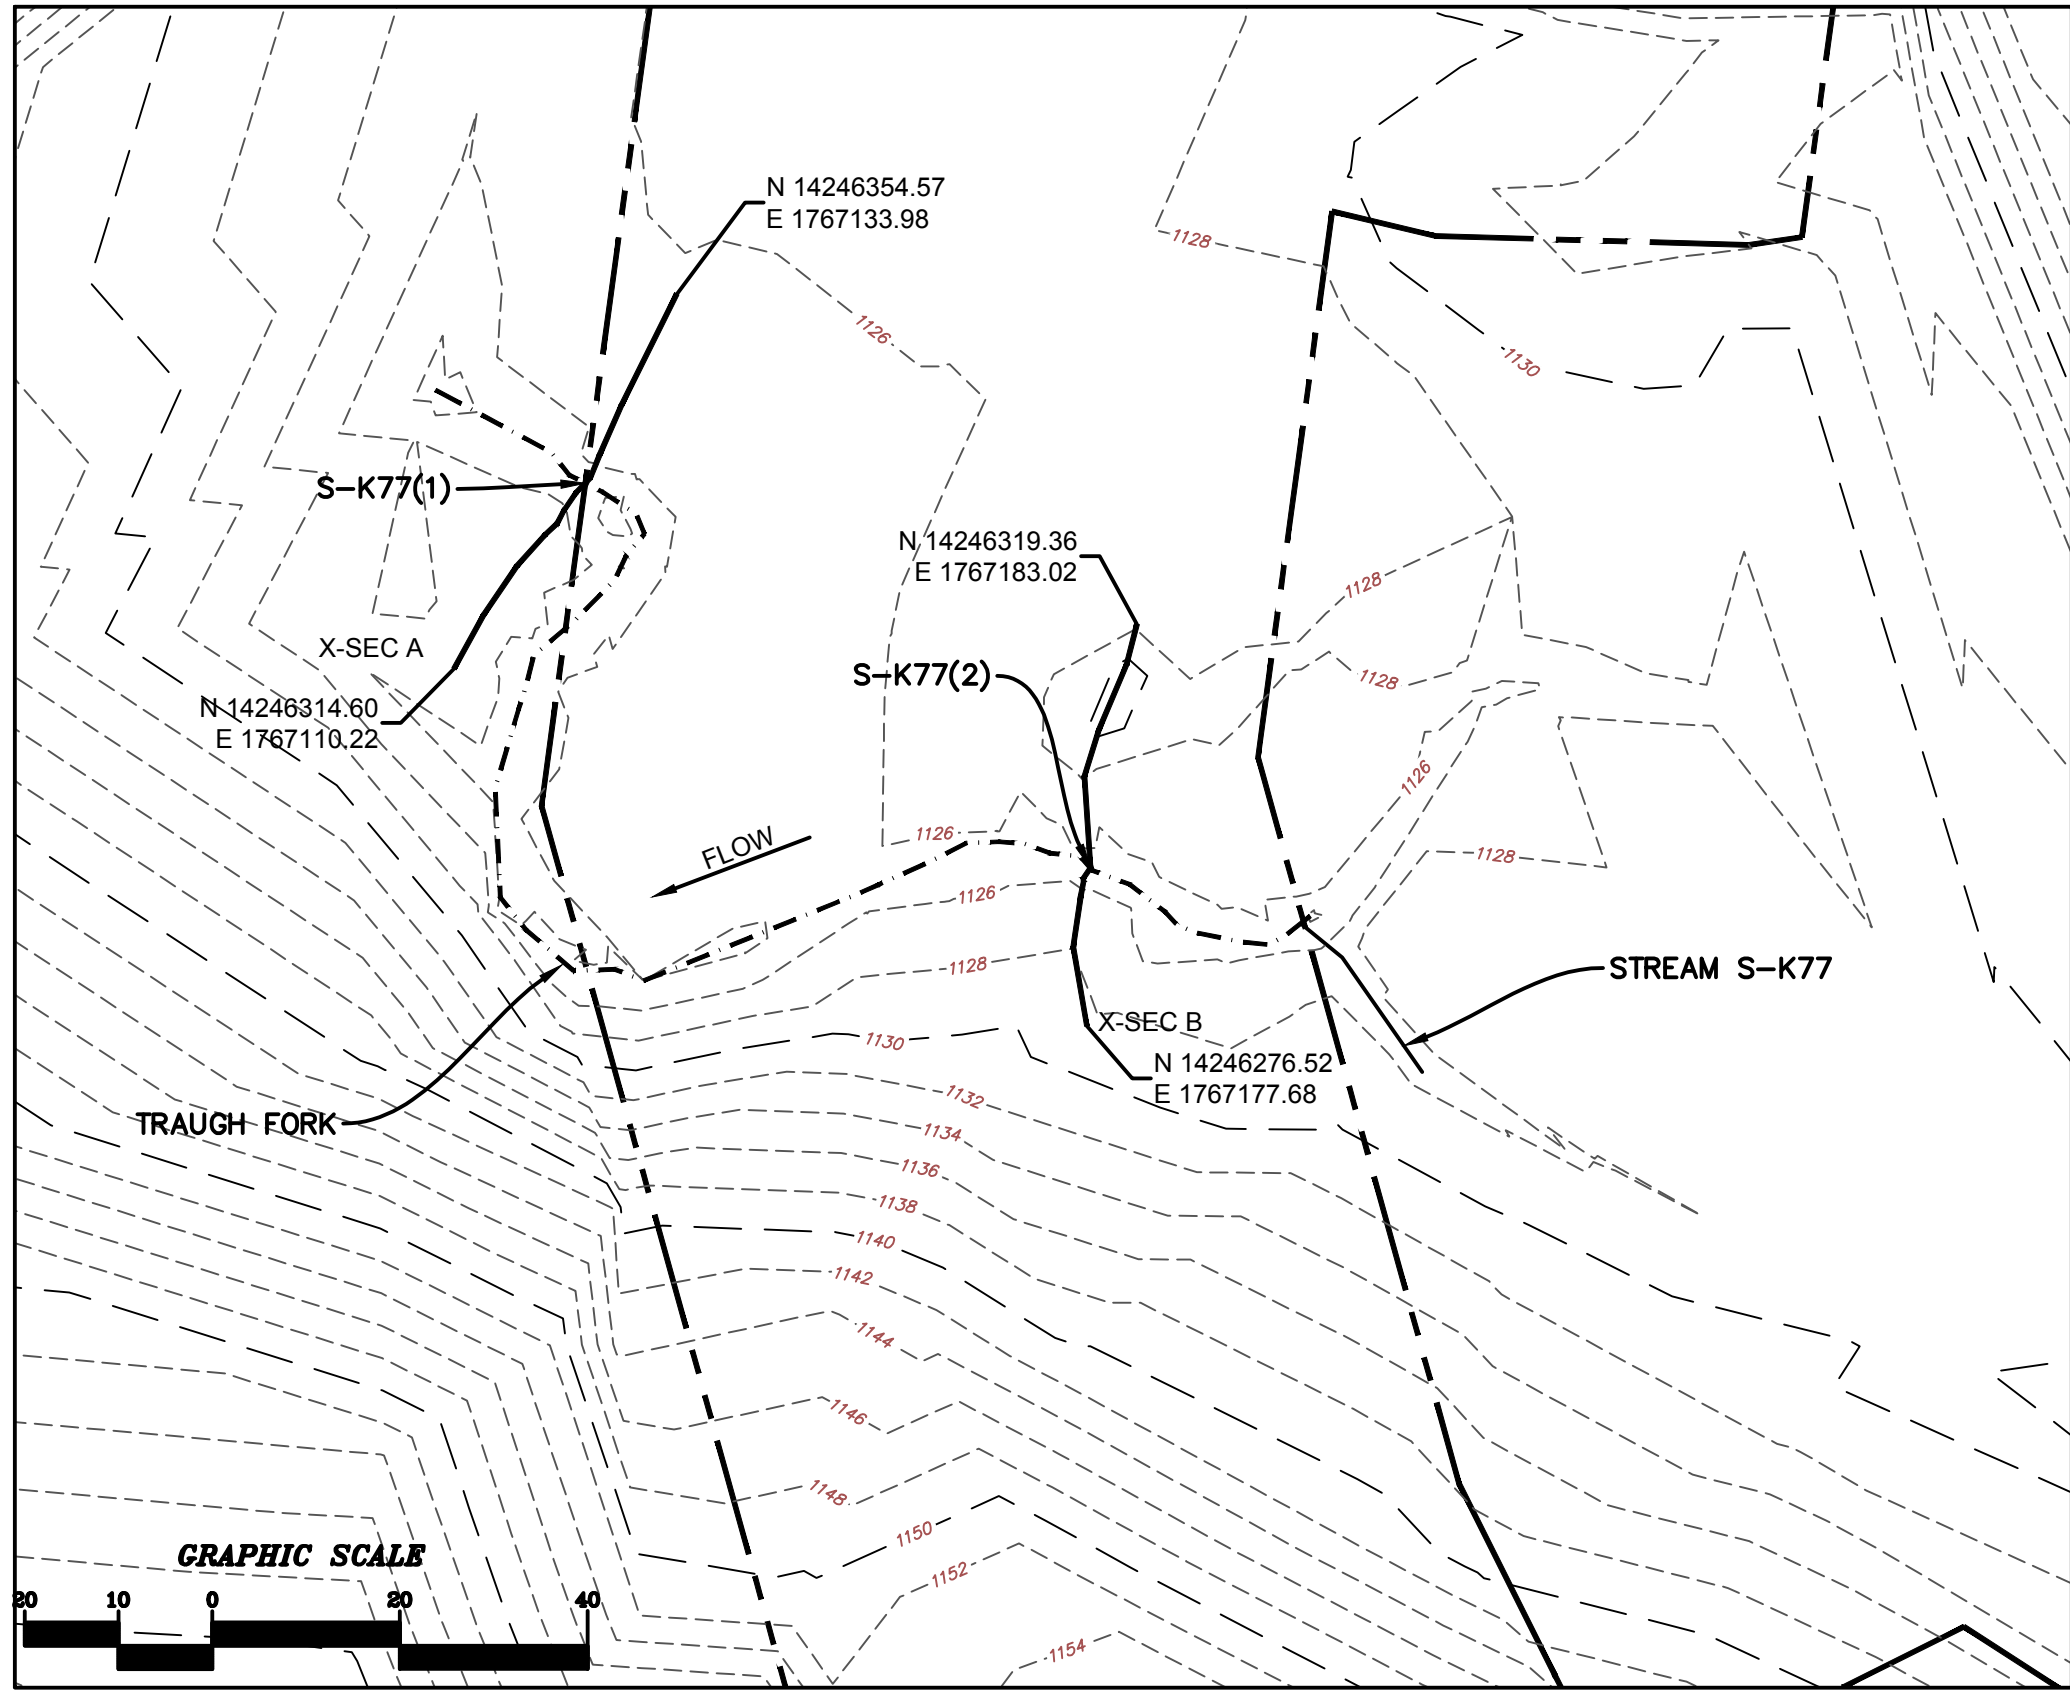 N 14246354.57
E 1767133.98
1128
1126
1130
S-K77(1)
N 14246319.36
E 1767183.02
1128
X-SEC A
S-K77(2)
1128
N 14246314.60
E 1767110.22
1126
FLOW
1126
1128
1126
1128
STREAM S-K77
X-SEC B
1130
N 14246276.52
E 1767177.68
1132
TRAUGH FORK
1134
1136
1138
1140
1142
1144
1146
1148
1150
GRAPHIC SCALE
1152
20 10 0 20 40
1154